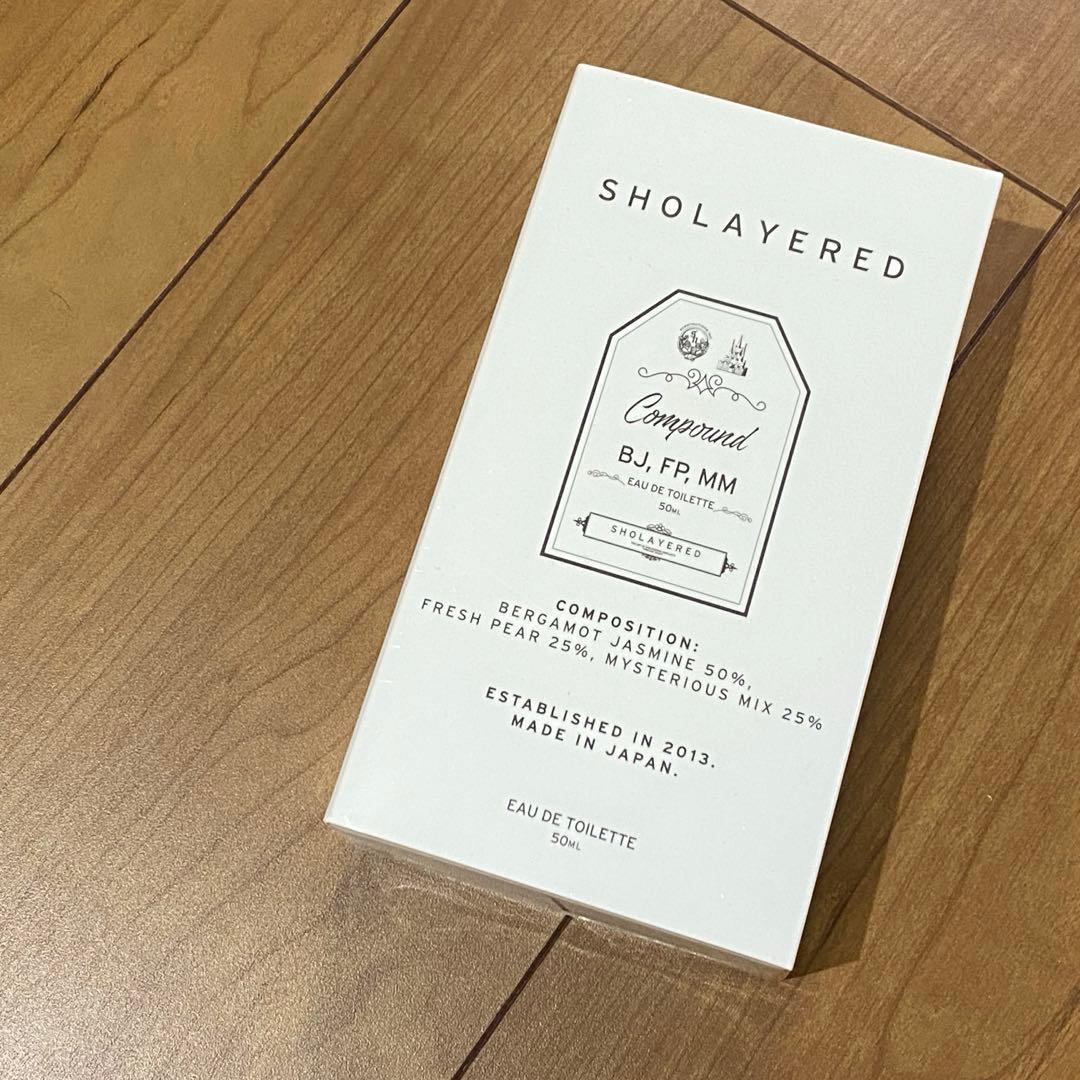 SHOLAYERED
Compound
BJ, FP, MM
EAU DE TOILETTE
50ML
SHOLAYERED
COMPOSITION:
BERGAMOT JASMINE 50%,
FRESH PEAR 25%, MYSTERIOUS MIX 25%
ESTABLISHED IN 2013.
MADE IN JAPAN.
EAU DE TOILETTE
50ML